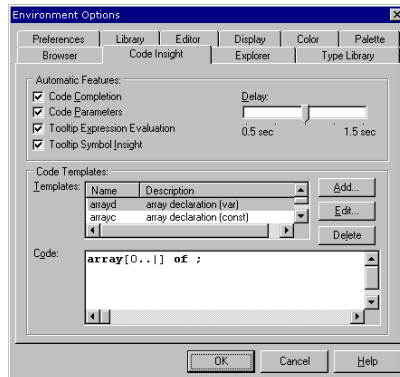 Environment Options
Preferences Library Editor Display Color Palette
Browser Code Insight Explorer Type Library
Automatic Features:
Code Completion
Code Parameters
Tooltip Expression Evaluation
Tooltip Symbol Insight
Delay:
0.5 sec 1.5 sec
Code Templates:
Templates:
Name Description
arrayd array declaration (var)
arrayc array declaration (const)
Add...
Edit...
Delete
Code:
array[0..|] of ;
OK Cancel Help